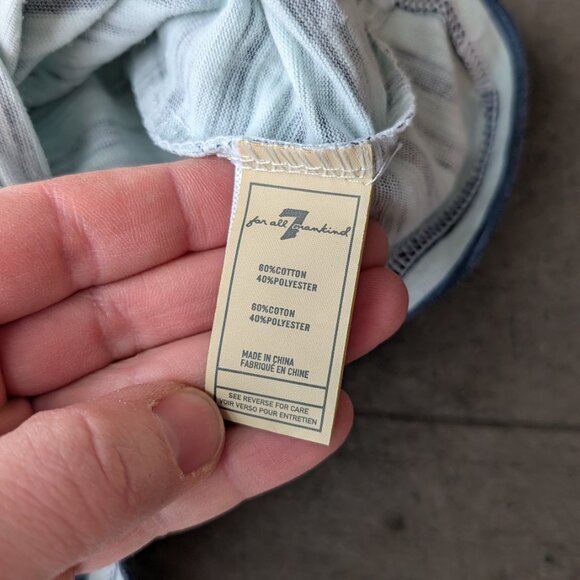 7
for all mankind
60%COTTON
40%POLYESTER
60%COTON
40%POLYESTER
MADE IN CHINA
FABRIQUÉ EN CHINE
SEE REVERSE FOR CARE
VOIR VERSO POUR ENTRETIEN